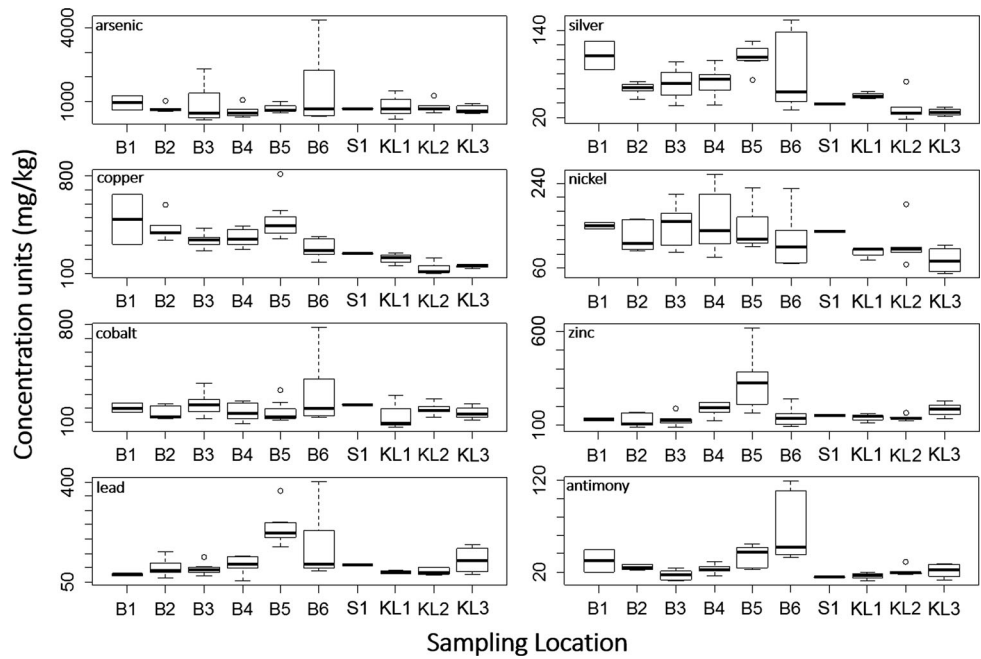 arsenic
4000
1000
B1 B2 B3 B4 B5 B6 S1 KL1 KL2 KL3
silver
140
20
B1 B2 B3 B4 B5 B6 S1 KL1 KL2 KL3
copper
800
100
B1 B2 B3 B4 B5 B6 S1 KL1 KL2 KL3
nickel
240
60
B1 B2 B3 B4 B5 B6 S1 KL1 KL2 KL3
cobalt
800
100
B1 B2 B3 B4 B5 B6 S1 KL1 KL2 KL3
zinc
600
100
B1 B2 B3 B4 B5 B6 S1 KL1 KL2 KL3
lead
400
50
B1 B2 B3 B4 B5 B6 S1 KL1 KL2 KL3
antimony
120
20
B1 B2 B3 B4 B5 B6 S1 KL1 KL2 KL3
Concentration units (mg/kg)
Sampling Location